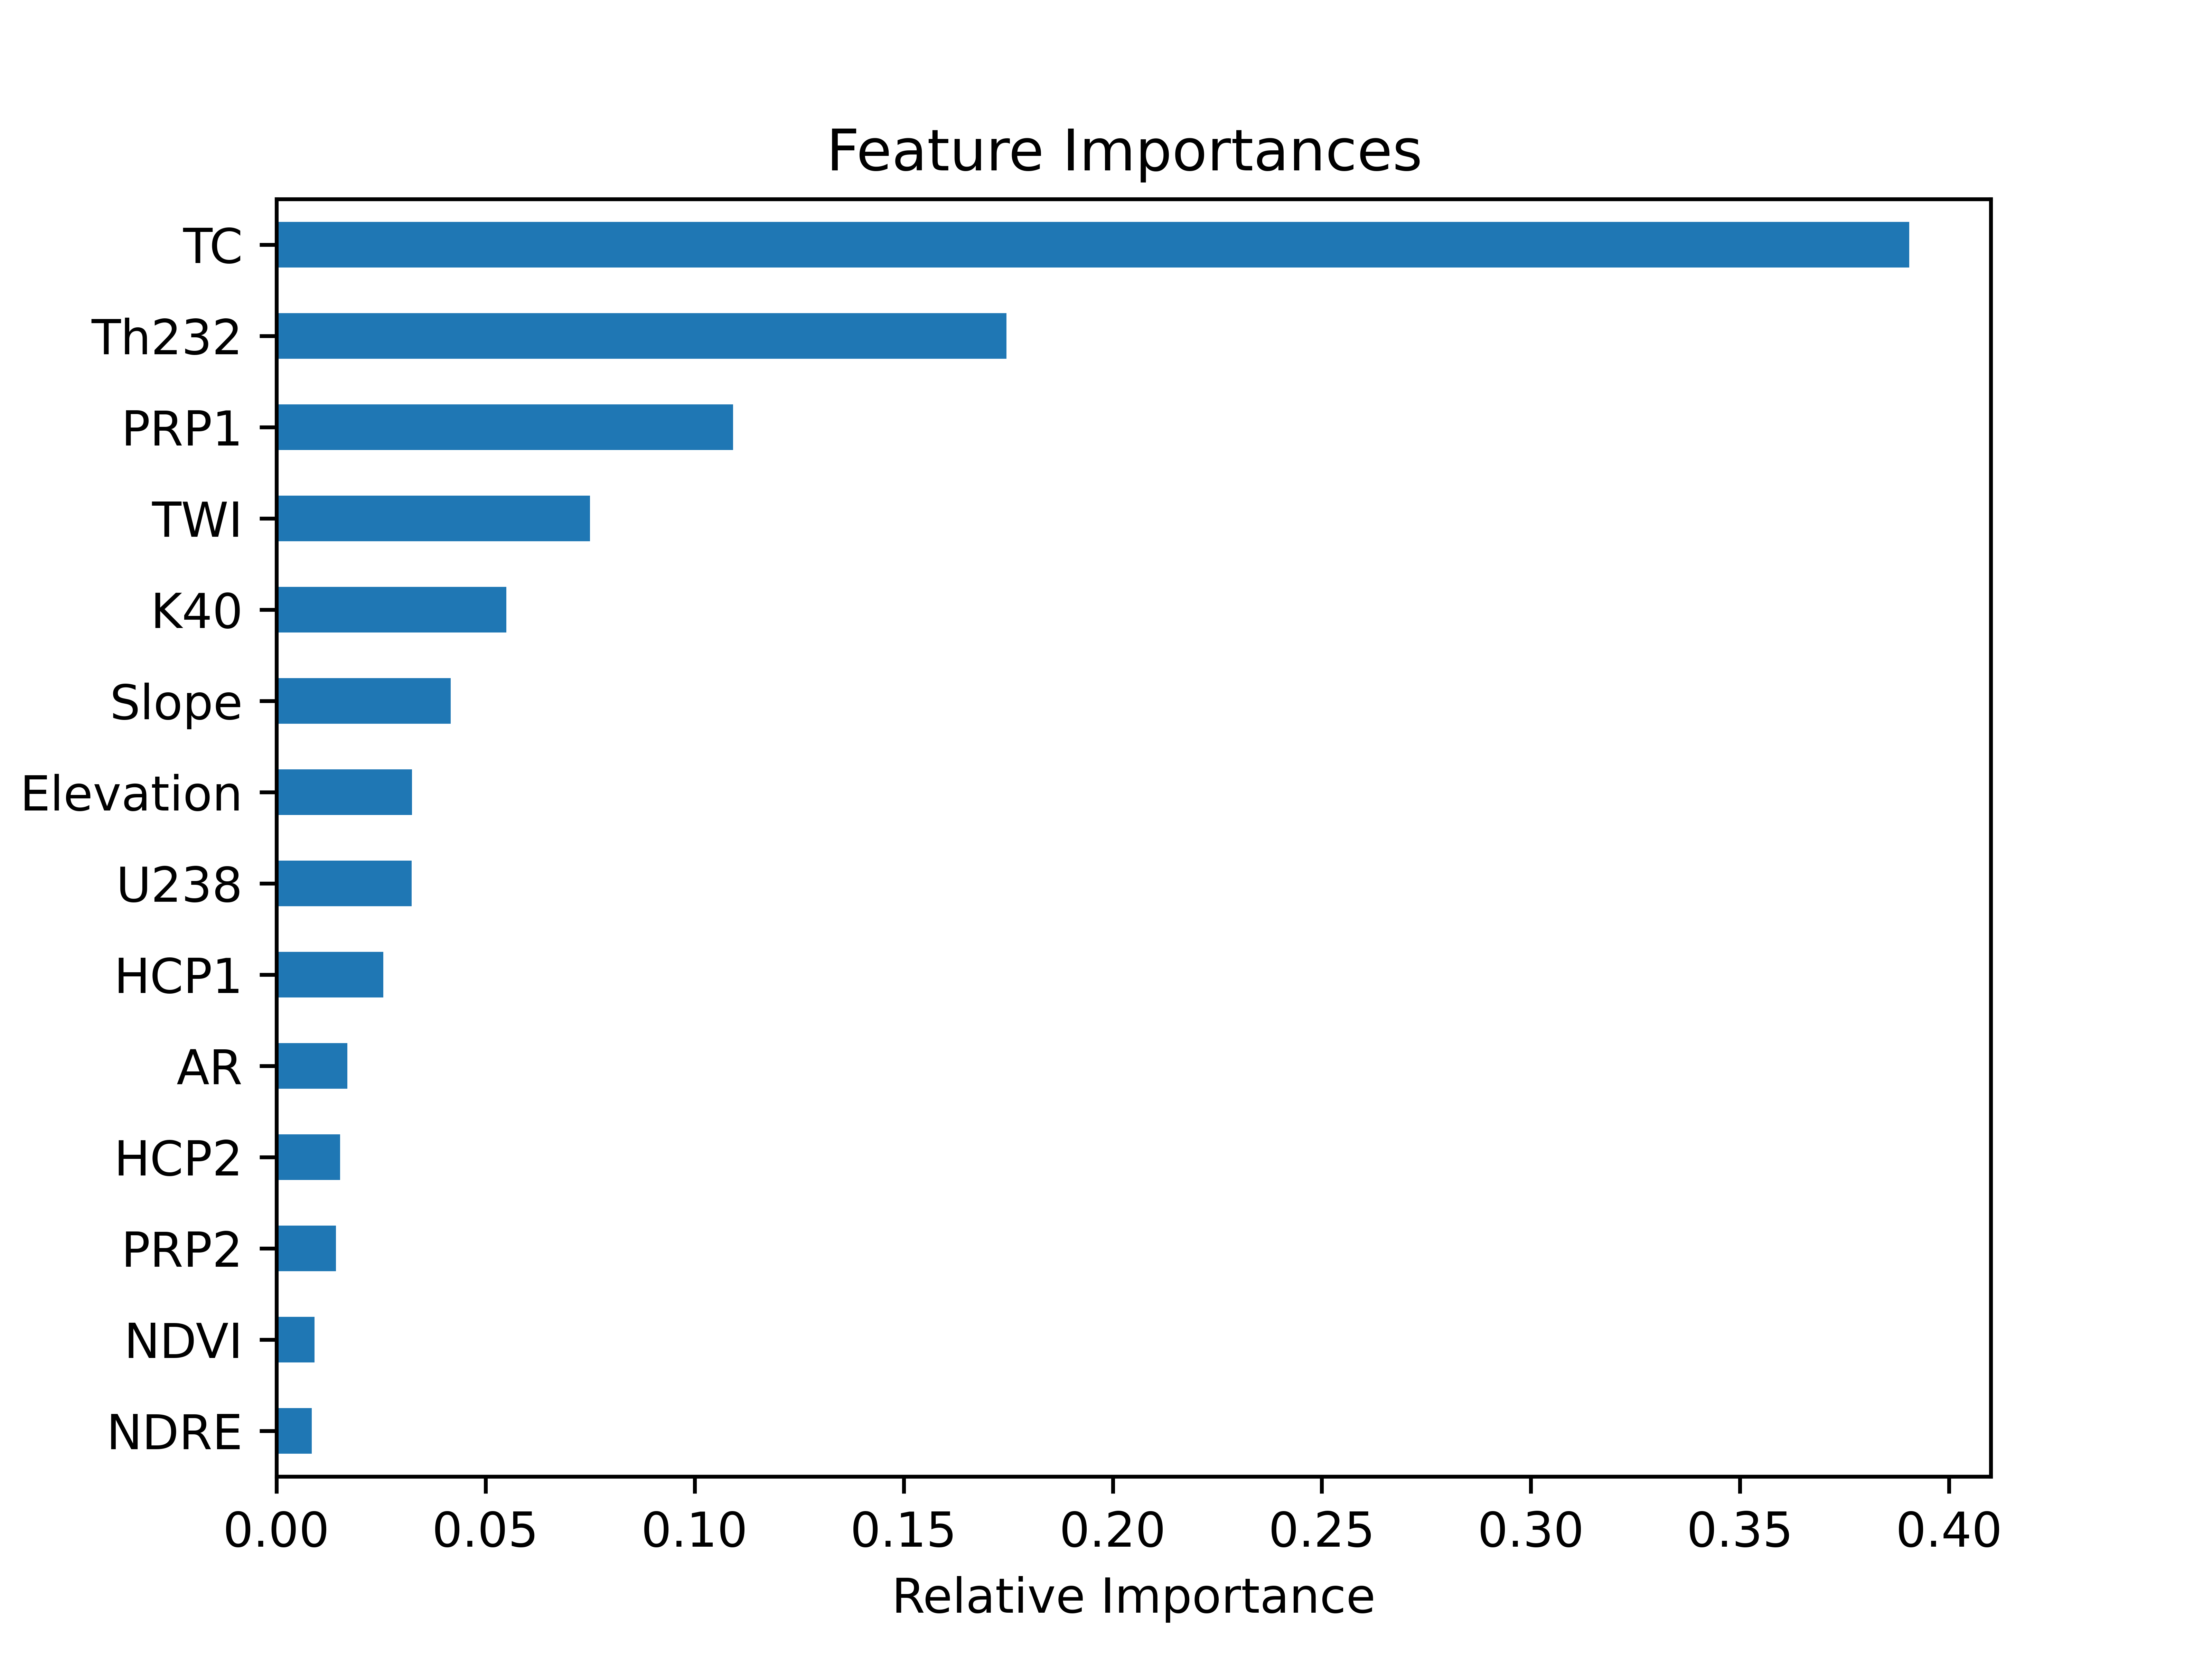 Feature Importances
TC
Th232
PRP1
TWI
K40
Slope
Elevation
U238
HCP1
AR
HCP2
PRP2
NDVI
NDRE
0.00 0.05 0.10 0.15 0.20 0.25 0.30 0.35 0.40
Relative Importance